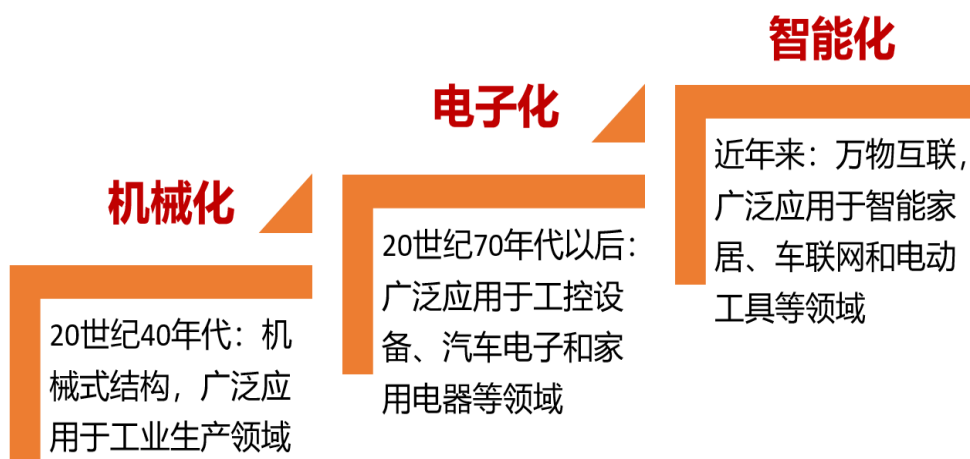 机械化
20世纪40年代：机
械式结构，广泛应
用于工业生产领域
电子化
20世纪70年代以后：
广泛应用于工控设
备、汽车电子和家
用电器等领域
智能化
近年来：万物互联，
广泛应用于智能家
居、车联网和电动
工具等领域